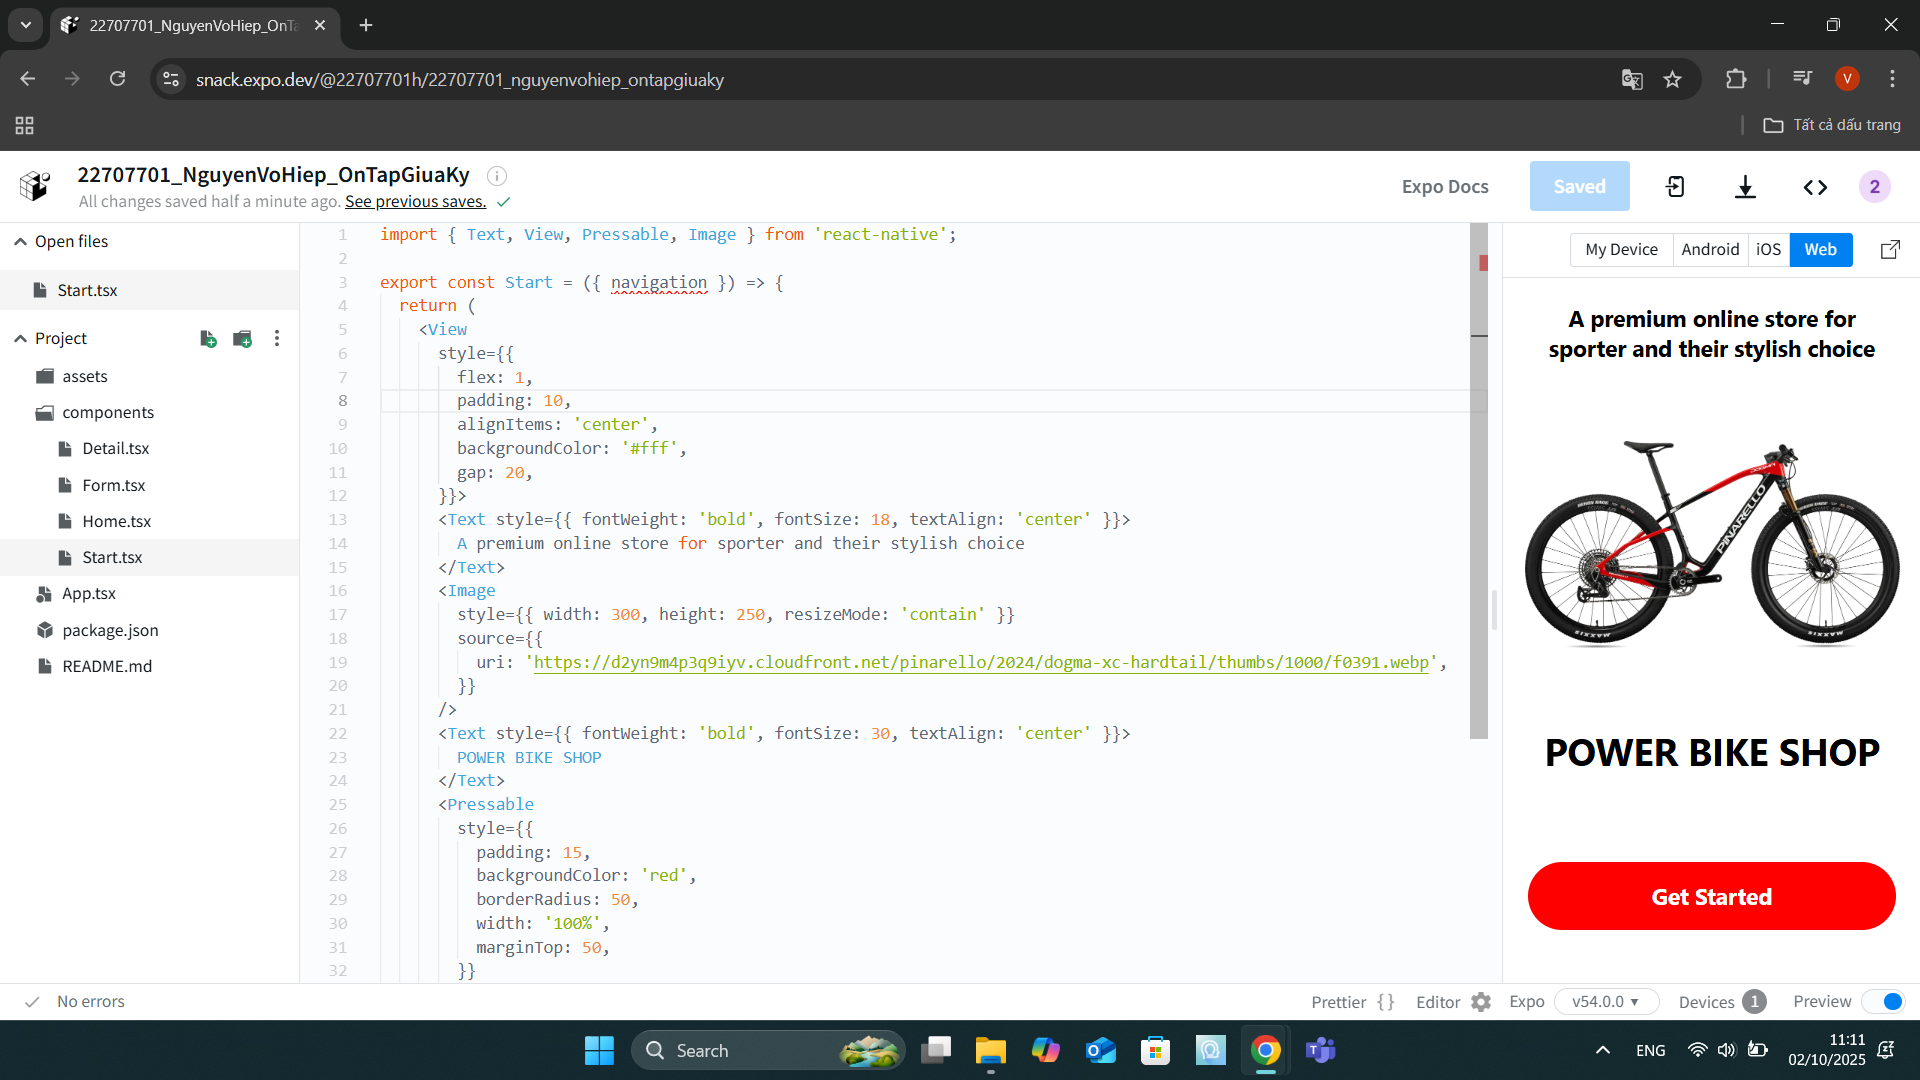 22707701_NguyenVoHiep_OnTa
snack.expo.dev/@22707701h/22707701_nguyenvohiep_ontapgiuaky
V
Tất cả dấu trang
22707701_NguyenVoHiep_OnTapGiuaKy
All changes saved half a minute ago. See previous saves.
Expo Docs
Saved
2
Open files
Start.tsx
Project
assets
components
Detail.tsx
Form.tsx
Home.tsx
Start.tsx
App.tsx
package.json
README.md
1 import { Text, View, Pressable, Image } from 'react-native';
2
3 export const Start = ({ navigation }) => {
4 return (
5 <View
6 style={{
7 flex: 1,
8 padding: 10,
9 alignItems: 'center',
10 backgroundColor: '#fff',
11 gap: 20,
12 }}>
13 <Text style={{ fontWeight: 'bold', fontSize: 18, textAlign: 'center' }}>
14 A premium online store for sporter and their stylish choice
15 </Text>
16 <Image
17 style={{ width: 300, height: 250, resizeMode: 'contain' }}
18 source={{
19 uri: 'https://d2yn9m4p3q9iyv.cloudfront.net/pinarello/2024/dogma-xc-hardtail/thumbs/1000/f0391.webp',
20 }}
21 />
22 <Text style={{ fontWeight: 'bold', fontSize: 30, textAlign: 'center' }}>
23 POWER BIKE SHOP
24 </Text>
25 <Pressable
26 style={{
27 padding: 15,
28 backgroundColor: 'red',
29 borderRadius: 50,
30 width: '100%',
31 marginTop: 50,
32 }}
My Device
Android
iOS
Web
A premium online store for
sporter and their stylish choice
PINARELLO
MAXXIS
MAXXIS
POWER BIKE SHOP
Get Started
No errors
Prettier { }
Editor
Expo
v54.0.0
Devices 1
Preview
Search
ENG
11:11
02/10/2025